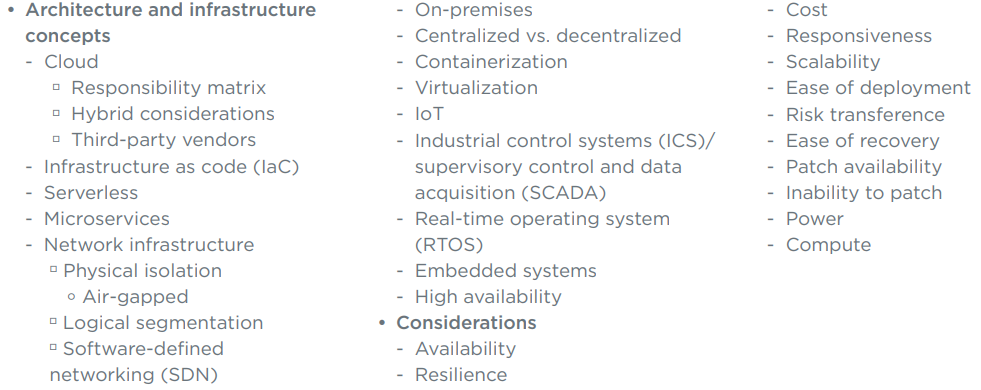 • Architecture and infrastructure
concepts
- Cloud
▫ Responsibility matrix
▫ Hybrid considerations
▫ Third-party vendors
- Infrastructure as code (IaC)
- Serverless
- Microservices
- Network infrastructure
▫ Physical isolation
◦ Air-gapped
▫ Logical segmentation
▫ Software-defined
networking (SDN)
- On-premises
- Centralized vs. decentralized
- Containerization
- Virtualization
- IoT
- Industrial control systems (ICS)/
supervisory control and data
acquisition (SCADA)
- Real-time operating system
(RTOS)
- Embedded systems
- High availability
• Considerations
- Availability
- Resilience
- Cost
- Responsiveness
- Scalability
- Ease of deployment
- Risk transference
- Ease of recovery
- Patch availability
- Inability to patch
- Power
- Compute